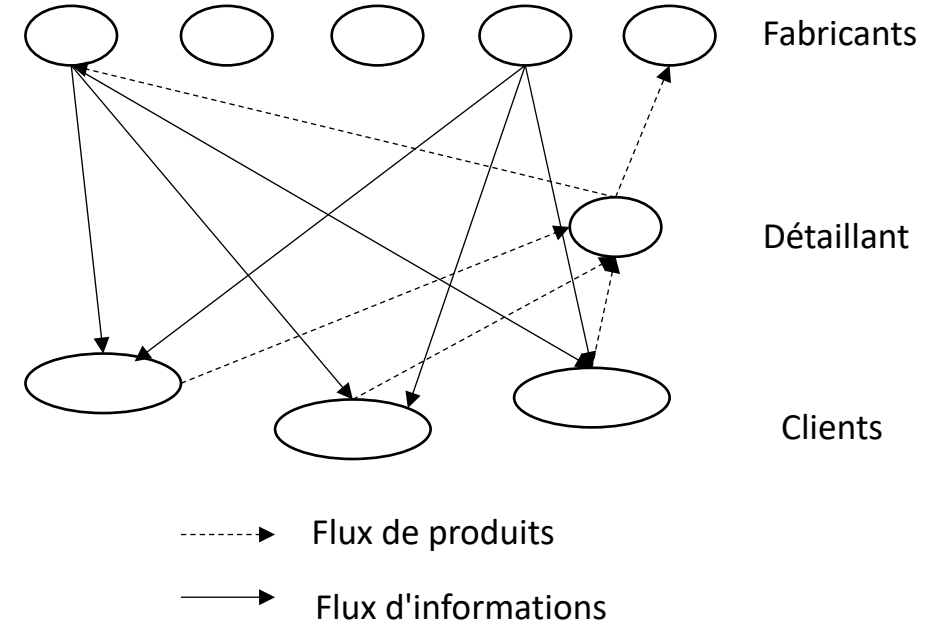 Fabricants
Détaillant
Clients
Flux de produits
Flux d'informations